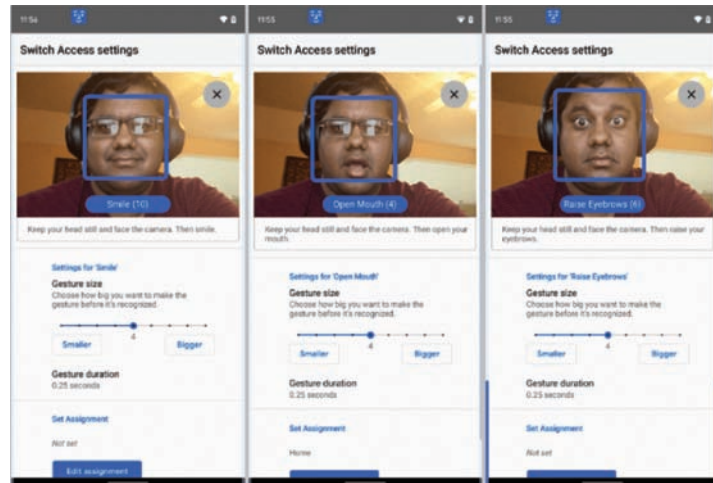 11:56
Switch Access settings
Smile (10)
Keep your head still and face the camera. Then smile.
Settings for 'Smile'
Gesture size
Choose how big you want to make the
gesture before it's recognized.
4
Smaller
Bigger
Gesture duration
0.25 seconds
Set Assignment
Not set
Edit assignment
11:55
Switch Access settings
Open Mouth (4)
Keep your head still and face the camera. Then open your
mouth.
Settings for 'Open Mouth'
Gesture size
Choose how big you want to make the
gesture before it's recognized.
4
Smaller
Bigger
Gesture duration
0.25 seconds
Set Assignment
Home
11:55
Switch Access settings
Raise Eyebrows (6)
Keep your head still and face the camera. Then raise your
eyebrows.
Settings for 'Raise Eyebrows'
Gesture size
Choose how big you want to make the
gesture before it's recognized.
4
Smaller
Bigger
Gesture duration
0.25 seconds
Set Assignment
Not set